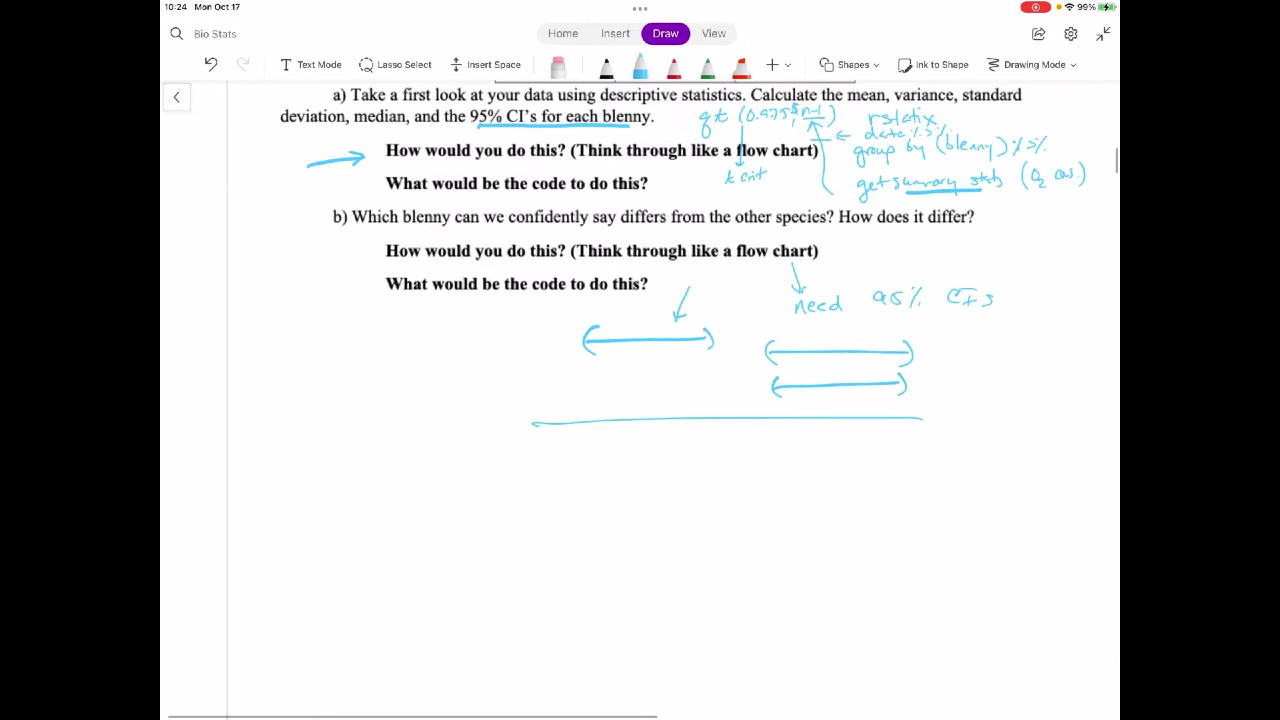 10:24 Mon Oct 17
99%
Bio Stats
Home Insert Draw View
Text Mode Lasso Select Insert Space Shapes Ink to Shape Drawing Mode
a) Take a first look at your data using descriptive statistics. Calculate the mean, variance, standard
deviation, median, and the 95% CI's for each blenny.
qt (0.975, n-1) rstatix
data %>%
How would you do this? (Think through like a flow chart)
group by (blenny) %>%
t crit
What would be the code to do this?
get summary stats (O2 con.)
b) Which blenny can we confidently say differs from the other species? How does it differ?
How would you do this? (Think through like a flow chart)
What would be the code to do this?
need 95% CIs